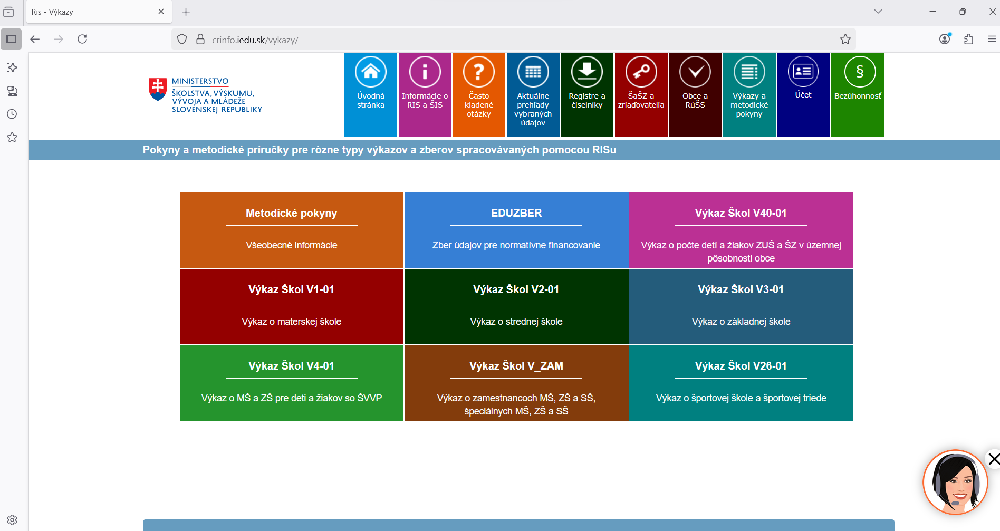 Ris - Výkazy
crinfo.iedu.sk/vykazy/
MINISTERSTVO
ŠKOLSTVA, VÝSKUMU,
VÝVOJA A MLÁDEŽE
SLOVENSKEJ REPUBLIKY
Úvodná
stránka
Informácie o
RIS a ŠIS
Často
kladené
otázky
Aktuálne
prehľady
vybraných
údajov
Registre a
číselníky
ŠaŠZ a
zriaďovatelia
Obce a
RúŠS
Výkazy a
metodické
pokyny
Účet
§
Bezúhonnosť
Pokyny a metodické príručky pre rôzne typy výkazov a zberov spracovávaných pomocou RISu
Metodické pokyny
Všeobecné informácie
EDUZBER
Zber údajov pre normatívne financovanie
Výkaz Škol V40-01
Výkaz o počte detí a žiakov ZUŠ a ŠZ v územnej
pôsobnosti obce
Výkaz Škol V1-01
Výkaz o materskej škole
Výkaz Škol V2-01
Výkaz o strednej škole
Výkaz Škol V3-01
Výkaz o základnej škole
Výkaz Škol V4-01
Výkaz o MŠ a ZŠ pre deti a žiakov so ŠVVP
Výkaz Škol V_ZAM
Výkaz o zamestnancoch MŠ, ZŠ a SŠ,
špeciálnych MŠ, ZŠ a SŠ
Výkaz Škol V26-01
Výkaz o športovej škole a športovej triede